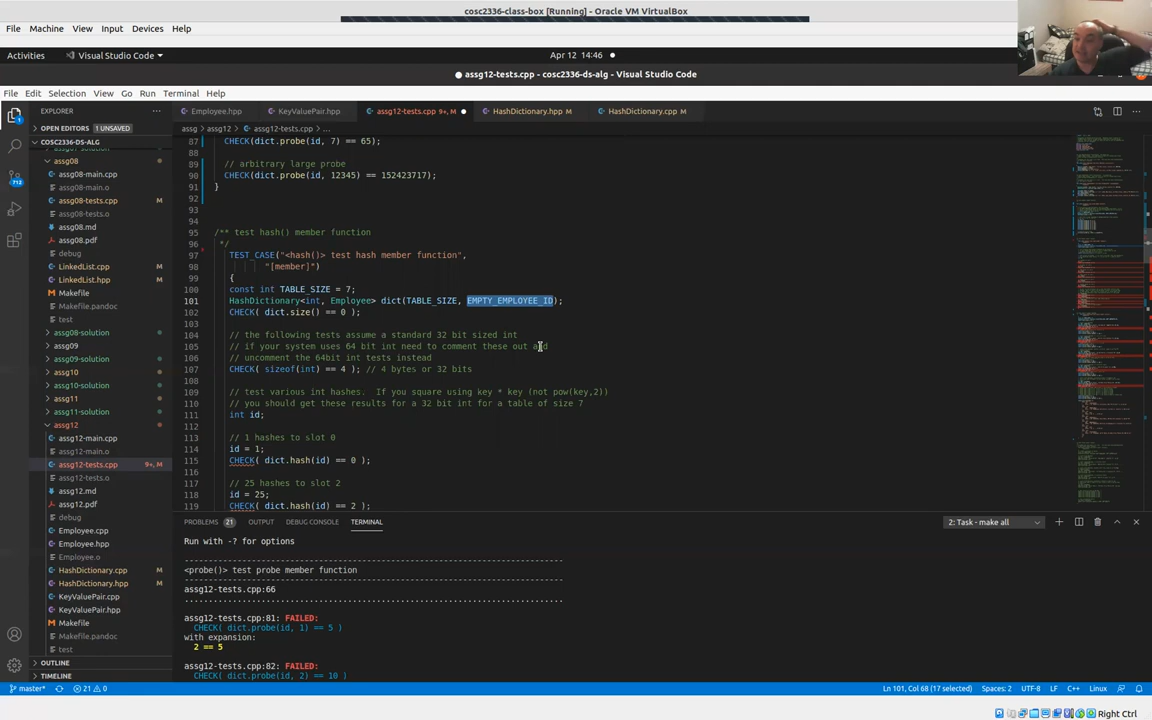 cosc2336-class-box [Running] - Oracle VM VirtualBox
File Machine View Input Devices Help
Activities Visual Studio Code Apr 12 14:46
assg12-tests.cpp - cosc2336-ds-alg - Visual Studio Code
File Edit Selection View Go Run Terminal Help
EXPLORER
Employee.hpp KeyValuePair.hpp assg12-tests.cpp 9+, M HashDictionary.hpp M HashDictionary.cpp M
OPEN EDITORS 1 UNSAVED
assg > assg12 > assg12-tests.cpp > ...
COSC2336-DS-ALG
assg07-solution
assg08
assg08-main.cpp
assg08-main.o
assg08-tests.cpp M
assg08-tests.o
assg08.md
assg08.pdf
debug
LinkedList.cpp M
LinkedList.hpp M
Makefile
Makefile.pandoc
test
assg08-solution
assg09
assg09-solution
assg10
assg10-solution
assg11
assg11-solution
assg12
assg12-main.cpp
assg12-main.o
assg12-tests.cpp 9+, M
assg12-tests.o
assg12.md
assg12.pdf
debug
Employee.cpp
Employee.hpp
Employee.o
HashDictionary.cpp M
HashDictionary.hpp M
KeyValuePair.cpp
KeyValuePair.hpp
Makefile
Makefile.pandoc
test
OUTLINE
TIMELINE
712
87 CHECK(dict.probe(id, 7) == 65);
88
89 // arbitrary large probe
90 CHECK(dict.probe(id, 12345) == 152423717);
91 }
92
93
94
95 /** test hash() member function
96 */
97 TEST_CASE("<hash()> test hash member function",
98 "[member]")
99 {
100 const int TABLE_SIZE = 7;
101 HashDictionary<int, Employee> dict(TABLE_SIZE, EMPTY_EMPLOYEE_ID);
102 CHECK( dict.size() == 0 );
103
104 // the following tests assume a standard 32 bit sized int
105 // if your system uses 64 bit int need to comment these out and
106 // uncomment the 64bit int tests instead
107 CHECK( sizeof(int) == 4 ); // 4 bytes or 32 bits
108
109 // test various int hashes. If you square using key * key (not pow(key,2))
110 // you should get these results for a 32 bit int for a table of size 7
111 int id;
112
113 // 1 hashes to slot 0
114 id = 1;
115 CHECK( dict.hash(id) == 0 );
116
117 // 25 hashes to slot 2
118 id = 25;
119 CHECK( dict.hash(id) == 2 );
PROBLEMS 21 OUTPUT DEBUG CONSOLE TERMINAL 2: Task - make all
Run with -? for options
-------------------------------------------------------------------------------
<probe()> test probe member function
-------------------------------------------------------------------------------
assg12-tests.cpp:66
...............................................................................
assg12-tests.cpp:81: FAILED:
CHECK( dict.probe(id, 1) == 5 )
with expansion:
2 == 5
assg12-tests.cpp:82: FAILED:
CHECK( dict.probe(id, 2) == 10 )
master* 21 0 Ln 101, Col 68 (17 selected) Spaces: 2 UTF-8 LF C++ Linux
Right Ctrl